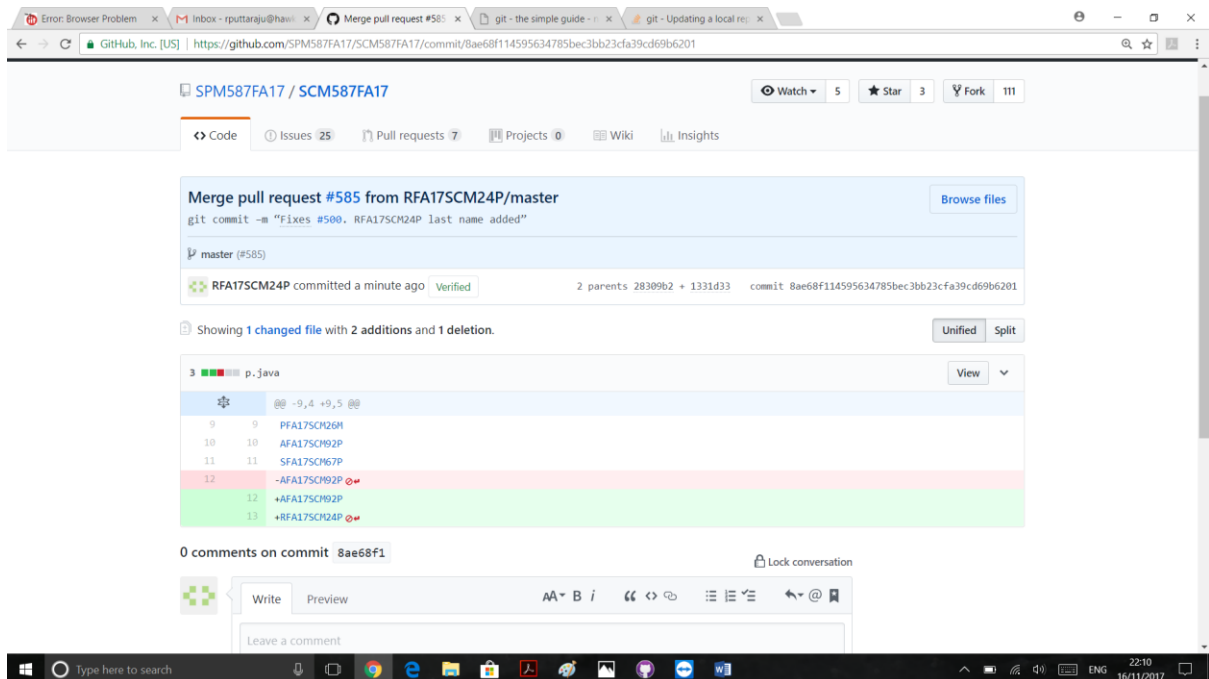 Error: Browser Problem
Inbox - rputtaraju@haw
Merge pull request #585
git - the simple guide - n
git - Updating a local rep
GitHub, Inc. [US] | https://github.com/SPM587FA17/SCM587FA17/commit/8ae68f114595634785bec3bb23cfa39cd69b6201
SPM587FA17 / SCM587FA17
Watch 5 Star 3 Fork 111
Code Issues 25 Pull requests 7 Projects 0 Wiki Insights
Merge pull request #585 from RFA17SCM24P/master
Browse files
git commit -m “Fixes #500. RFA17SCM24P last name added”
master (#585)
RFA17SCM24P committed a minute ago Verified 2 parents 28309b2 + 1331d33 commit 8ae68f114595634785bec3bb23cfa39cd69b6201
Showing 1 changed file with 2 additions and 1 deletion.
Unified Split
3 p.java View
@@ -9,4 +9,5 @@
9 9 PFA17SCM26M
10 10 AFA17SCM92P
11 11 SFA17SCM67P
12 -AFA17SCM92P
12 +AFA17SCM92P
13 +RFA17SCM24P
0 comments on commit 8ae68f1
Lock conversation
Write Preview AA B i “ <> @
Leave a comment
Type here to search
ENG
22:10
16/11/2017